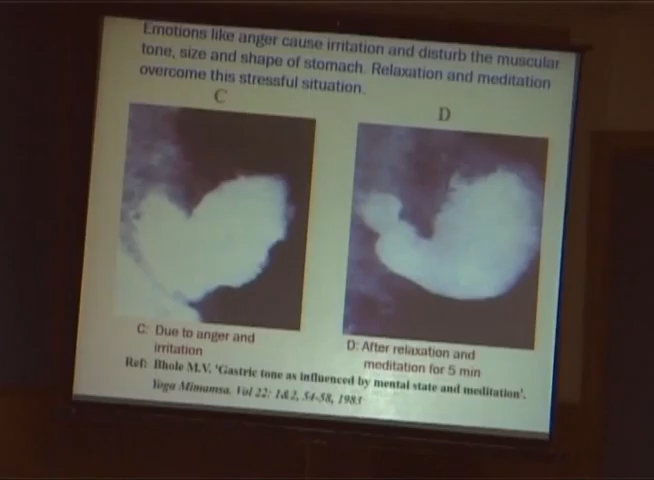 Emotions like anger cause irritation and disturb the muscular
tone, size and shape of stomach. Relaxation and meditation
overcome this stressful situation.
C
D
C: Due to anger and
irritation
D: After relaxation and
meditation for 5 min
Ref: Bhole M.V. 'Gastric tone as influenced by mental state and meditation'.
Yoga Mimamsa. Vol 22: 1&2, 54-58, 1983